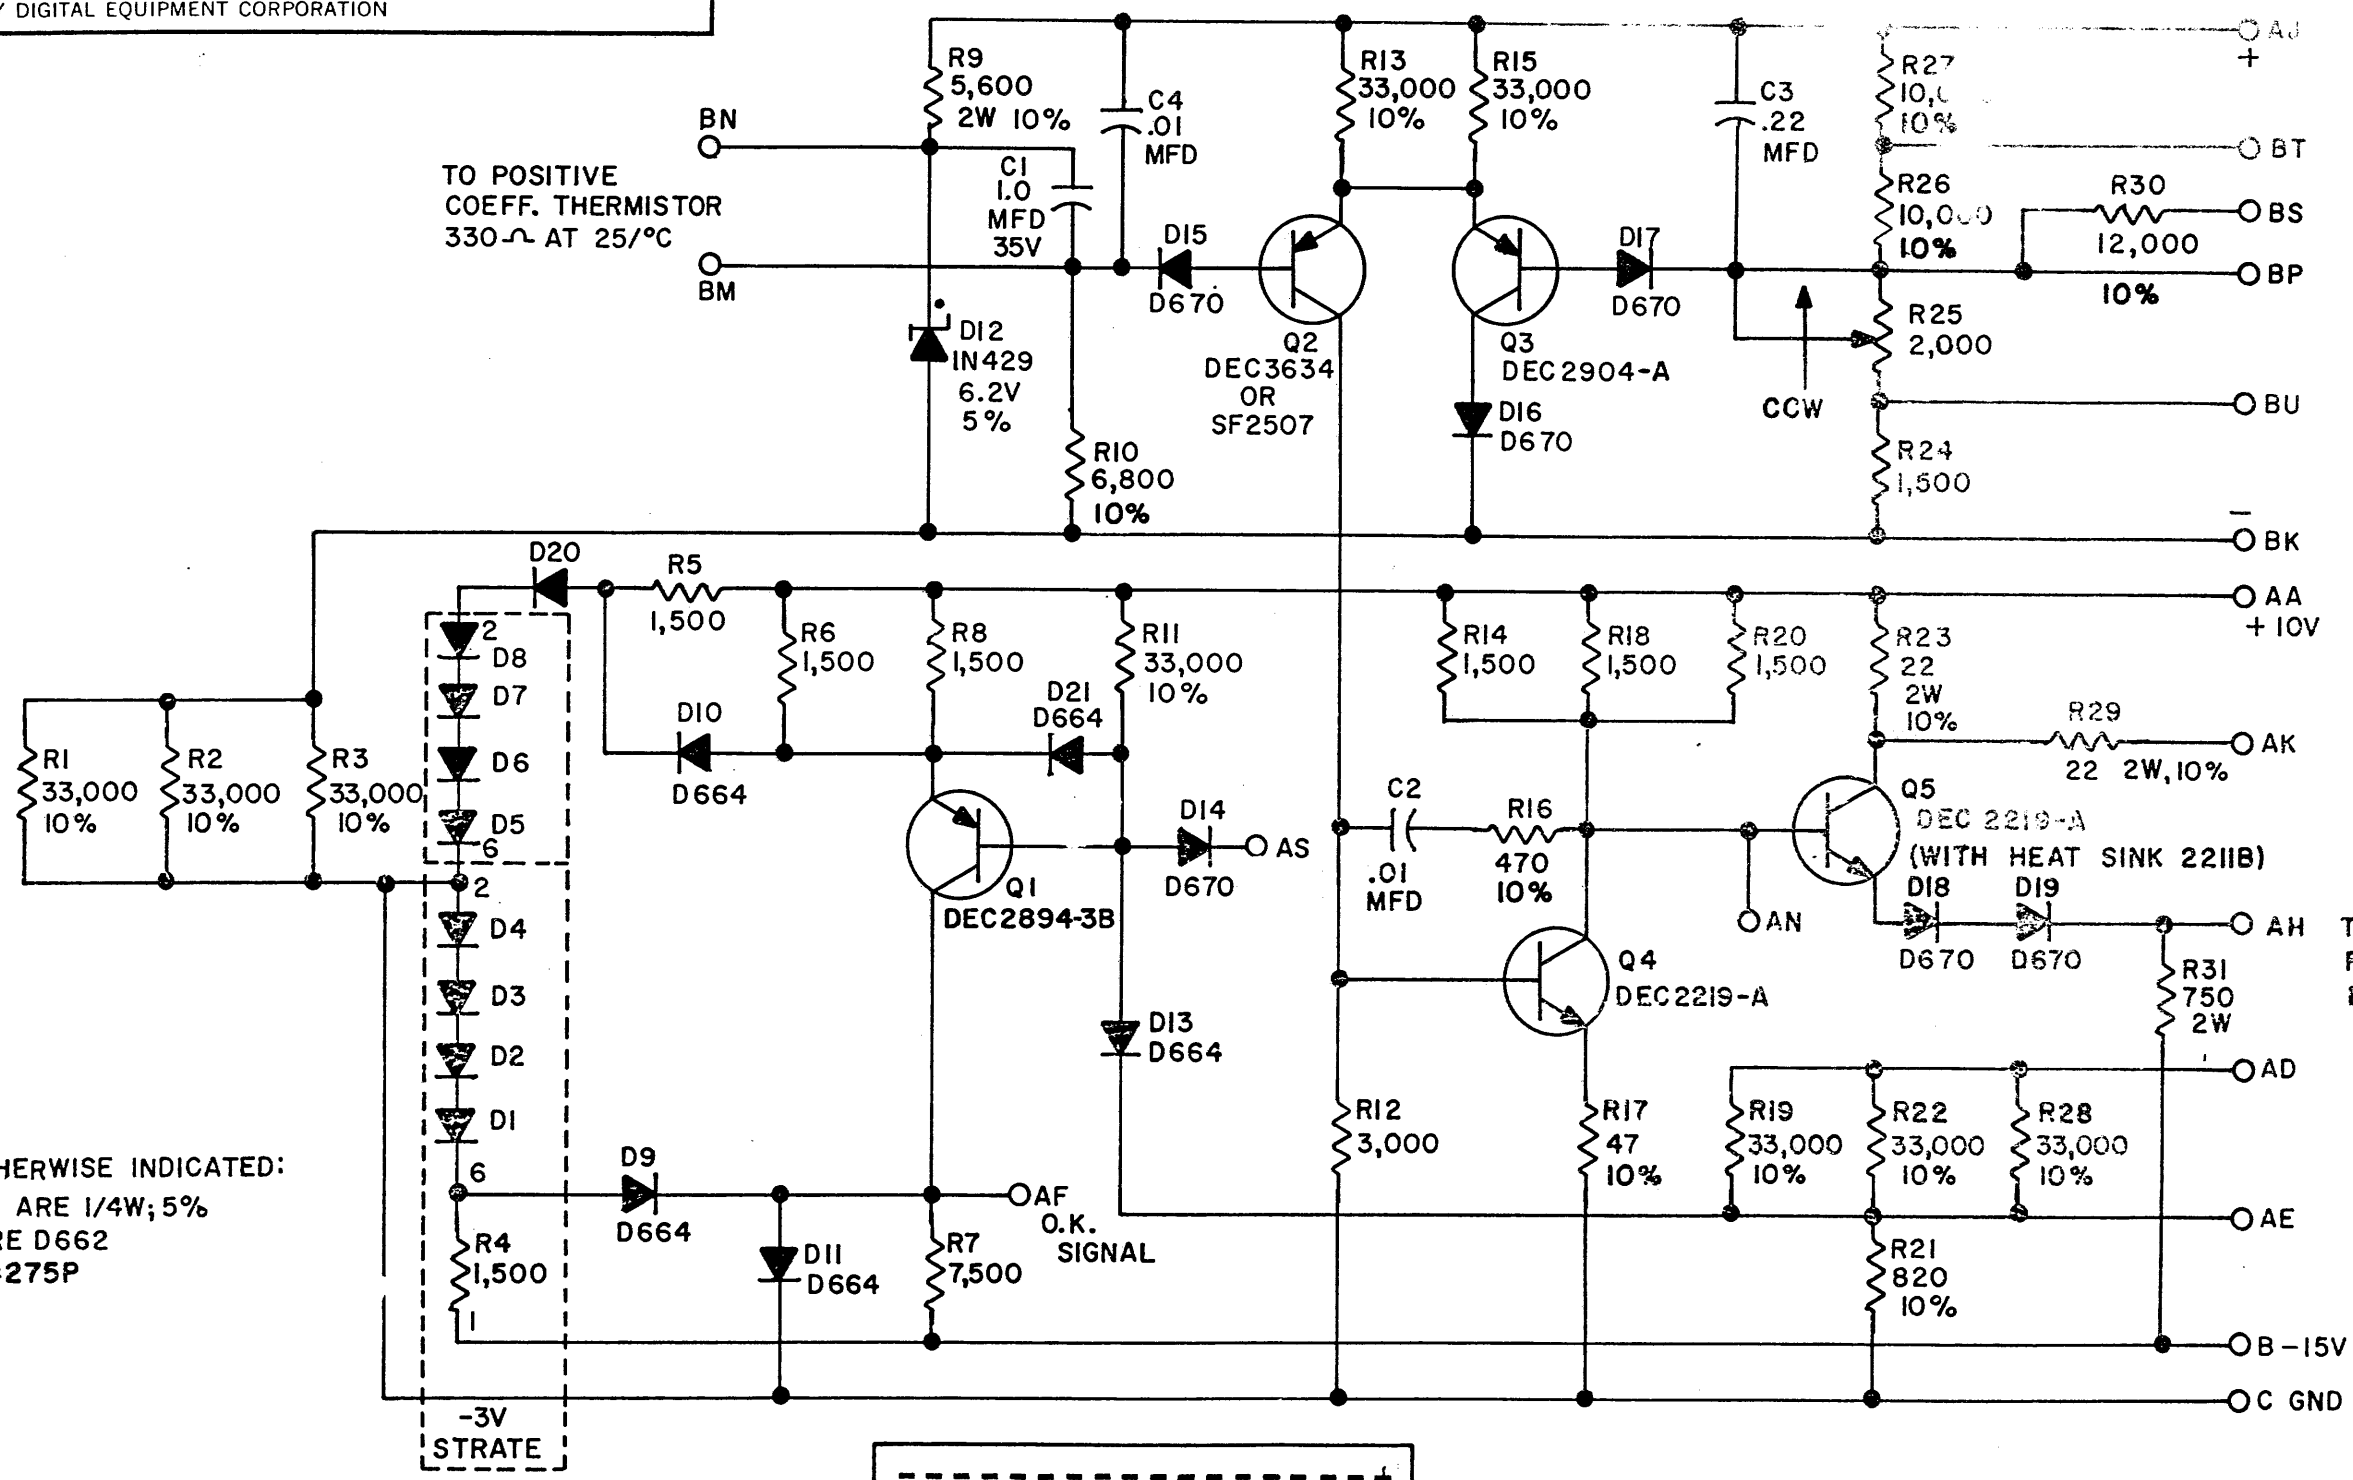 DIGITAL EQUIPMENT CORPORATION
AJ
+
R9
5,600
2W 10%
C4
.01
MFD
R13
33,000
10%
R15
33,000
10%
C3
.22
MFD
R27
10%
BN
BT
TO POSITIVE
COEFF. THERMISTOR
330 Ω AT 25/°C
C1
1.0
MFD
35V
R26
10,000
10%
R30
12,000
10%
BS
BP
BM
D15
D670
D17
D670
Q2
DEC3634
OR
SF2507
Q3
DEC2904-A
CCW
R25
2,000
D12
IN429
6.2V
5%
D16
D670
BU
R10
6,800
10%
R24
1,500
–
BK
D20
R5
1,500
AA
+10V
2
D8
R6
1,500
R8
1,500
R11
33,000
10%
R14
1,500
R18
1,500
R20
1,500
R23
22
2W
10%
D7
D10
D664
D21
D664
R29
22 2W,10%
AK
R1
33,000
10%
R2
33,000
10%
R3
33,000
10%
D6
D5
6
D14
D670
AS
C2
.01
MFD
R16
470
10%
Q5
DEC 2219-A
(WITH HEAT SINK 2211B)
Q1
DEC2894-3B
2
D4
AN
D18
D670
D19
D670
AH
D3
Q4
DEC2219-A
R31
750
2W
D2
D13
D664
AD
D1
R12
3,000
R17
47
10%
R19
33,000
10%
R22
33,000
10%
R28
33,000
10%
HERWISE INDICATED:
ARE 1/4W; 5%
RE D662
275P
6
D9
D664
AF
O.K.
SIGNAL
AE
R4
1,500
1
D11
D664
R7
7,500
R21
820
10%
B -15V
C GND
-3V
STRATE